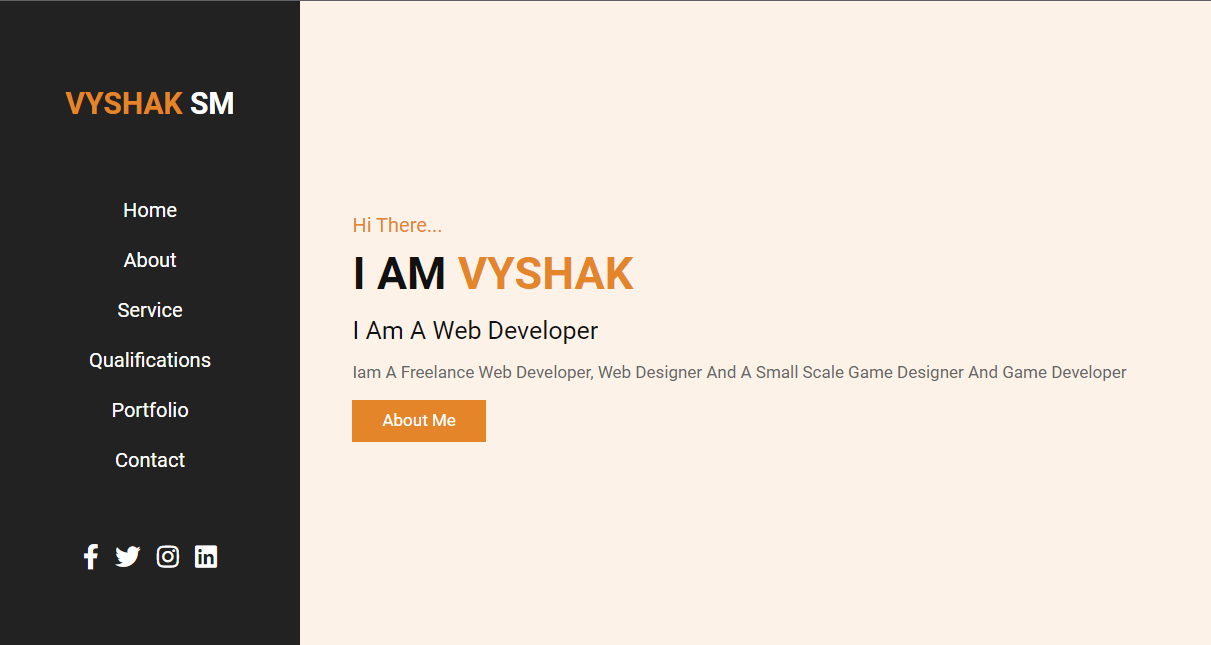 VYSHAK SM
Home
About
Service
Qualifications
Portfolio
Contact
Hi There...
I AM VYSHAK
I Am A Web Developer
Iam A Freelance Web Developer, Web Designer And A Small Scale Game Designer And Game Developer
About Me